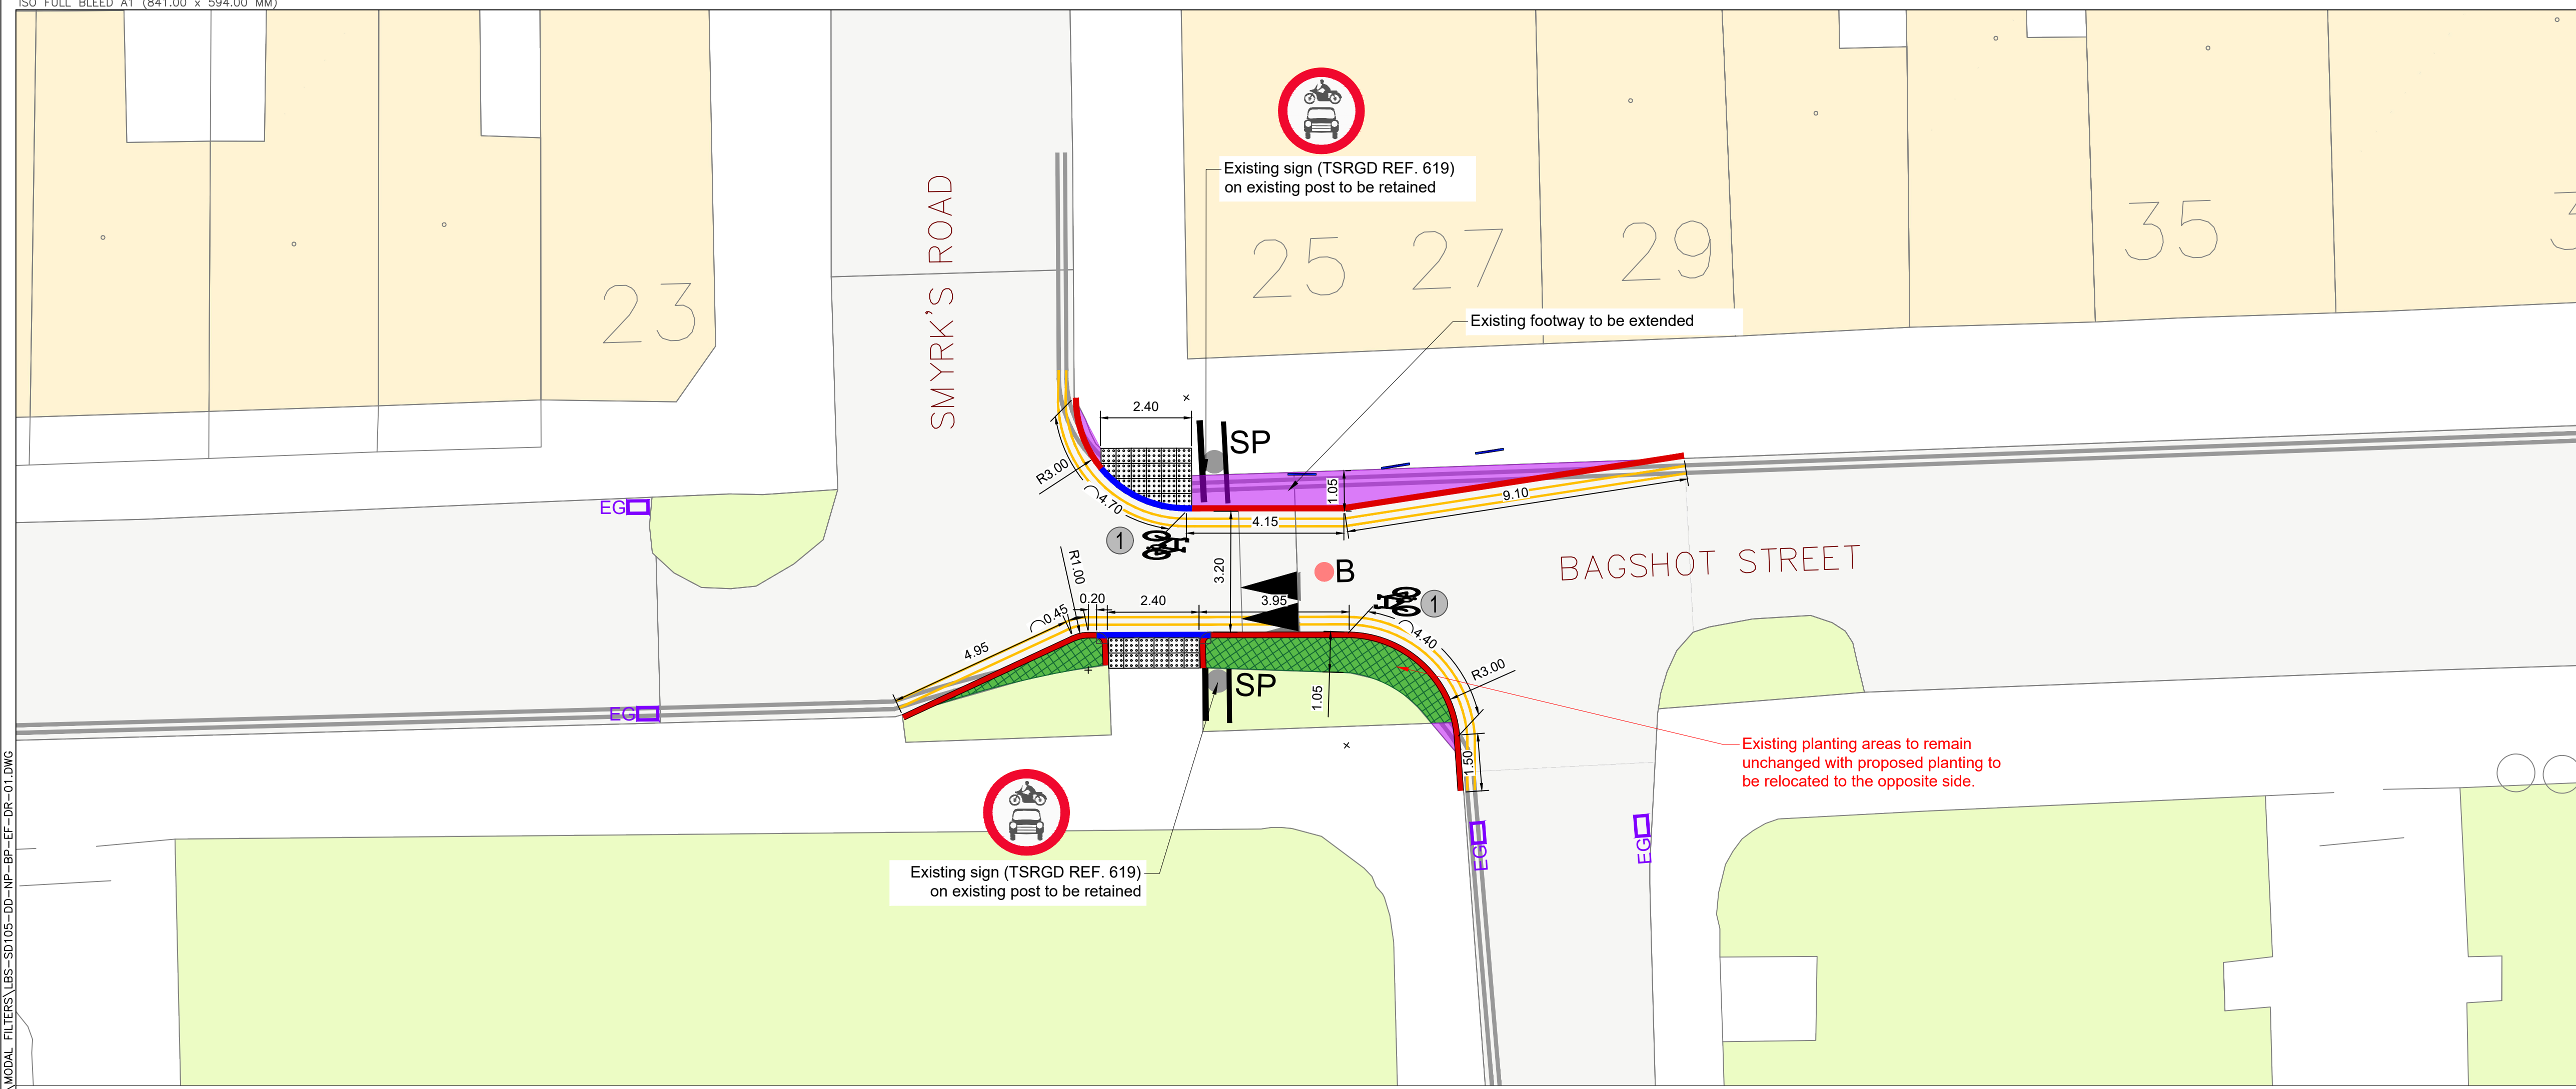 ISO FULL BLEED A1 (841.00 x 594.00 MM)
Existing sign (TSRGD REF. 619)
on existing post to be retained
SMYRK'S ROAD
23
25
27
29
35
3
Existing footway to be extended
2.40
SP
R3.00
4.70
1.05
9.10
4.15
EG
1
3.20
B
BAGSHOT STREET
R1.00
0.20
0.45
2.40
3.95
1
4.40
4.95
R3.00
SP
1.05
EG
1.50
Existing planting areas to remain
unchanged with proposed planting to
be relocated to the opposite side.
EG
EG
Existing sign (TSRGD REF. 619)
on existing post to be retained
\MODAL FILTERS\LBS-SD105-DD-NP-BP-EF-DR-01.DWG